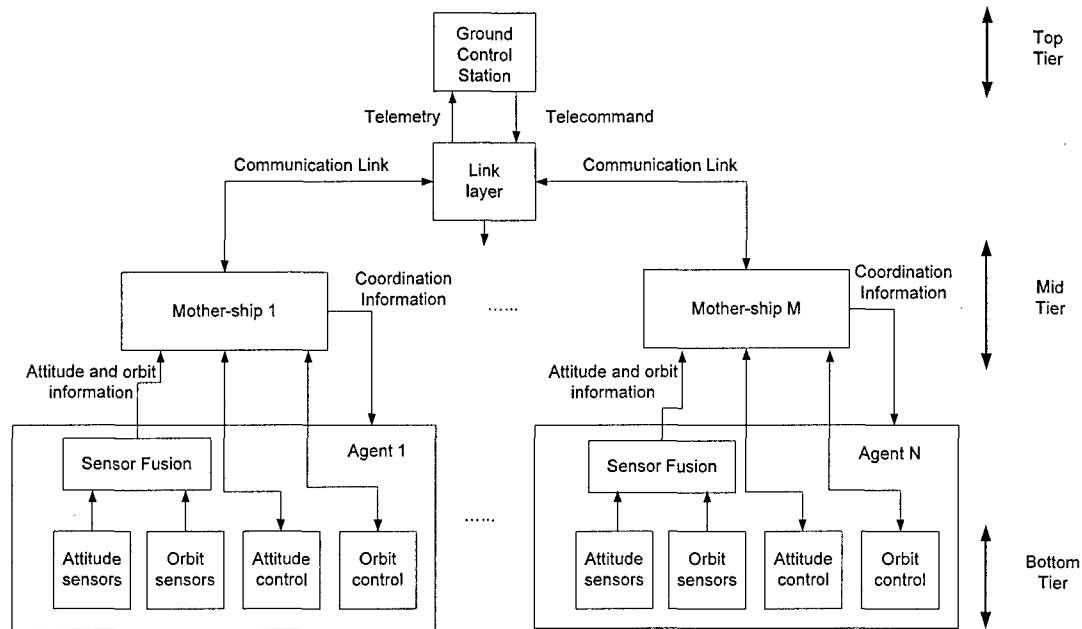 Ground
Control
Station
Top
Tier
Telemetry
Telecommand
Communication Link
Link
layer
Communication Link
Mother-ship 1
Coordination
Information
......
Mother-ship M
Coordination
Information
Mid
Tier
Attitude and orbit
information
Attitude and orbit
information
Agent 1
Sensor Fusion
Agent N
Sensor Fusion
......
Attitude
sensors
Orbit
sensors
Attitude
control
Orbit
control
Attitude
sensors
Orbit
sensors
Attitude
control
Orbit
control
Bottom
Tier